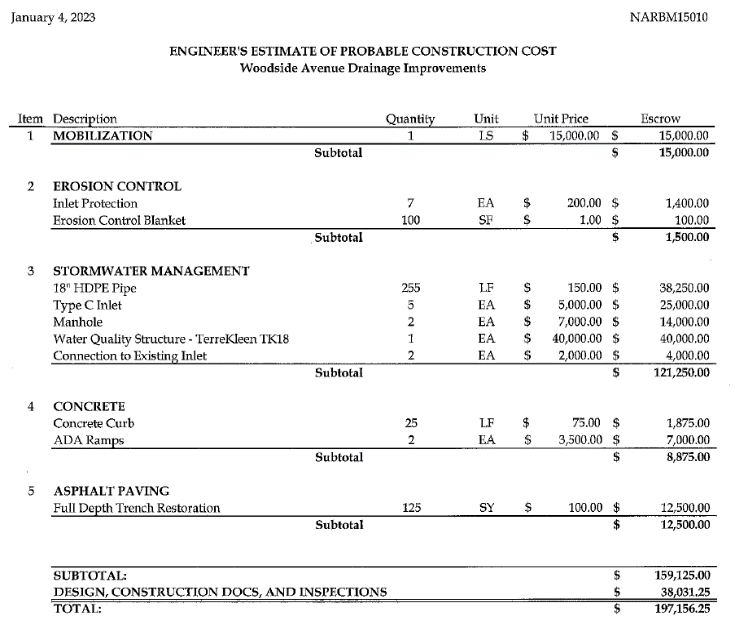 January 4, 2023 NARBM15010
ENGINEER'S ESTIMATE OF PROBABLE CONSTRUCTION COST
Woodside Avenue Drainage Improvements
Item Description Quantity Unit Unit Price Escrow
1 MOBILIZATION 1 LS $ 15,000.00 $ 15,000.00
Subtotal $ 15,000.00
2 EROSION CONTROL
Inlet Protection 7 EA $ 200.00 $ 1,400.00
Erosion Control Blanket 100 SF $ 1.00 $ 100.00
Subtotal $ 1,500.00
3 STORMWATER MANAGEMENT
18" HDPE Pipe 255 LF $ 150.00 $ 38,250.00
Type C Inlet 5 EA $ 5,000.00 $ 25,000.00
Manhole 2 EA $ 7,000.00 $ 14,000.00
Water Quality Structure - TerreKleen TK18 1 EA $ 40,000.00 $ 40,000.00
Connection to Existing Inlet 2 EA $ 2,000.00 $ 4,000.00
Subtotal $ 121,250.00
4 CONCRETE
Concrete Curb 25 LF $ 75.00 $ 1,875.00
ADA Ramps 2 EA $ 3,500.00 $ 7,000.00
Subtotal $ 8,875.00
5 ASPHALT PAVING
Full Depth Trench Restoration 125 SY $ 100.00 $ 12,500.00
Subtotal $ 12,500.00
SUBTOTAL: $ 159,125.00
DESIGN, CONSTRUCTION DOCS, AND INSPECTIONS $ 38,031.25
TOTAL: $ 197,156.25